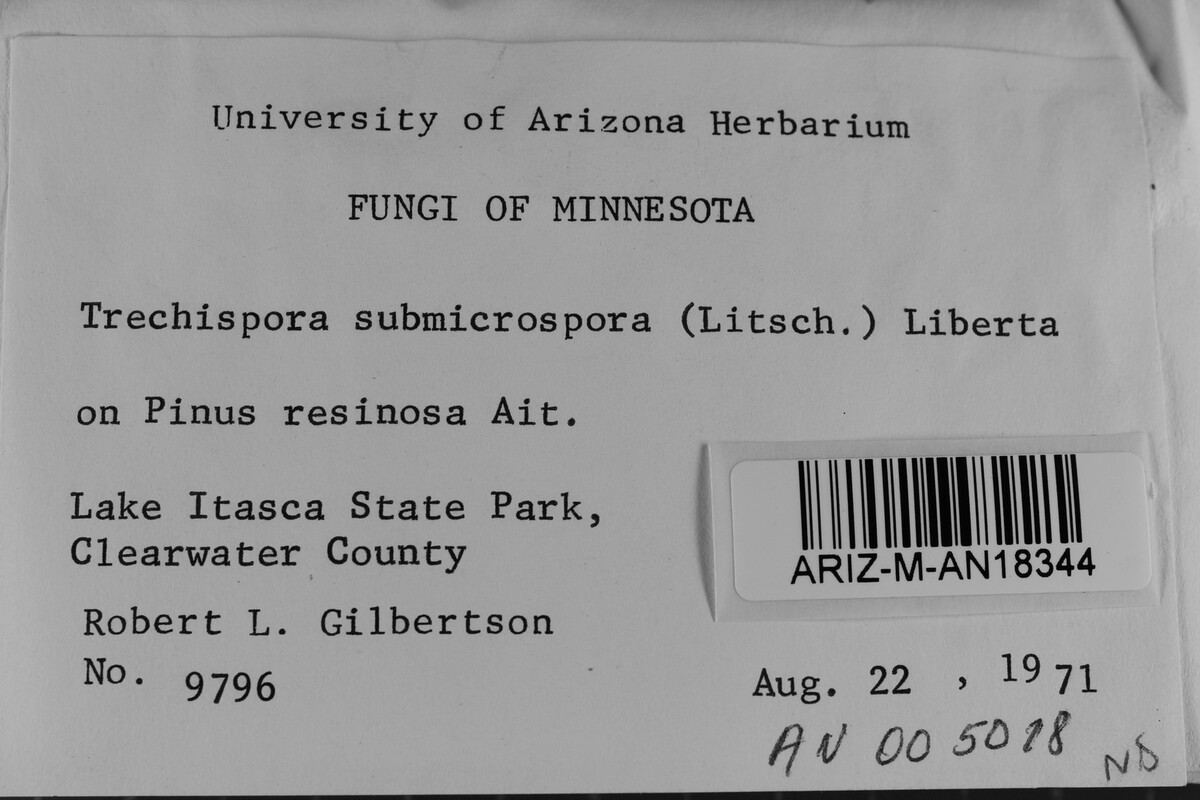 University of Arizona Herbarium
FUNGI OF MINNESOTA
Trechispora submicrospora (Litsch.) Liberta
on Pinus resinosa Ait.
Lake Itasca State Park,
Clearwater County
ARIZ-M-AN18344
Robert L. Gilbertson
No. 9796
Aug. 22 , 1971
AN 005018
ND